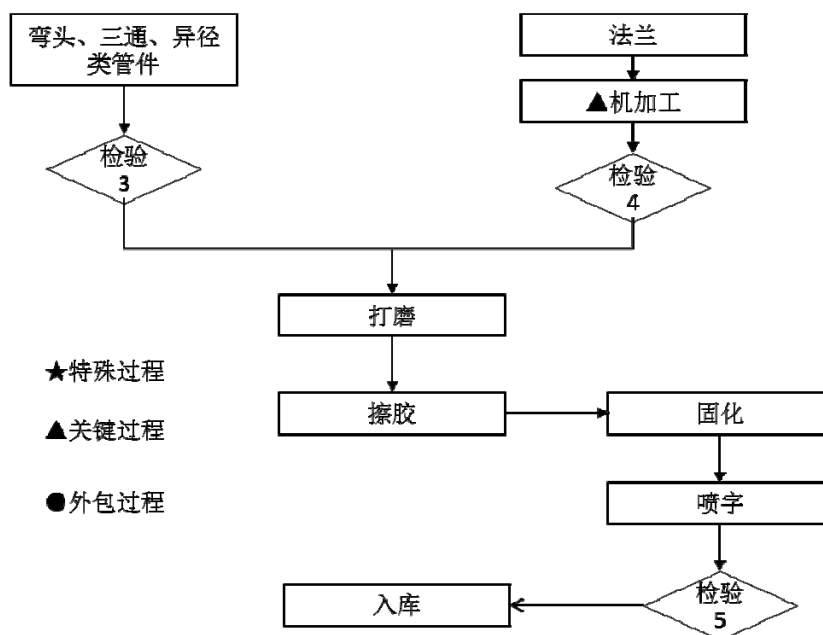 弯头、三通、异径
类管件
法兰
▲机加工
检验
3
检验
4
打磨
★特殊过程
擦胶
固化
▲关键过程
●外包过程
喷字
检验
5
入库